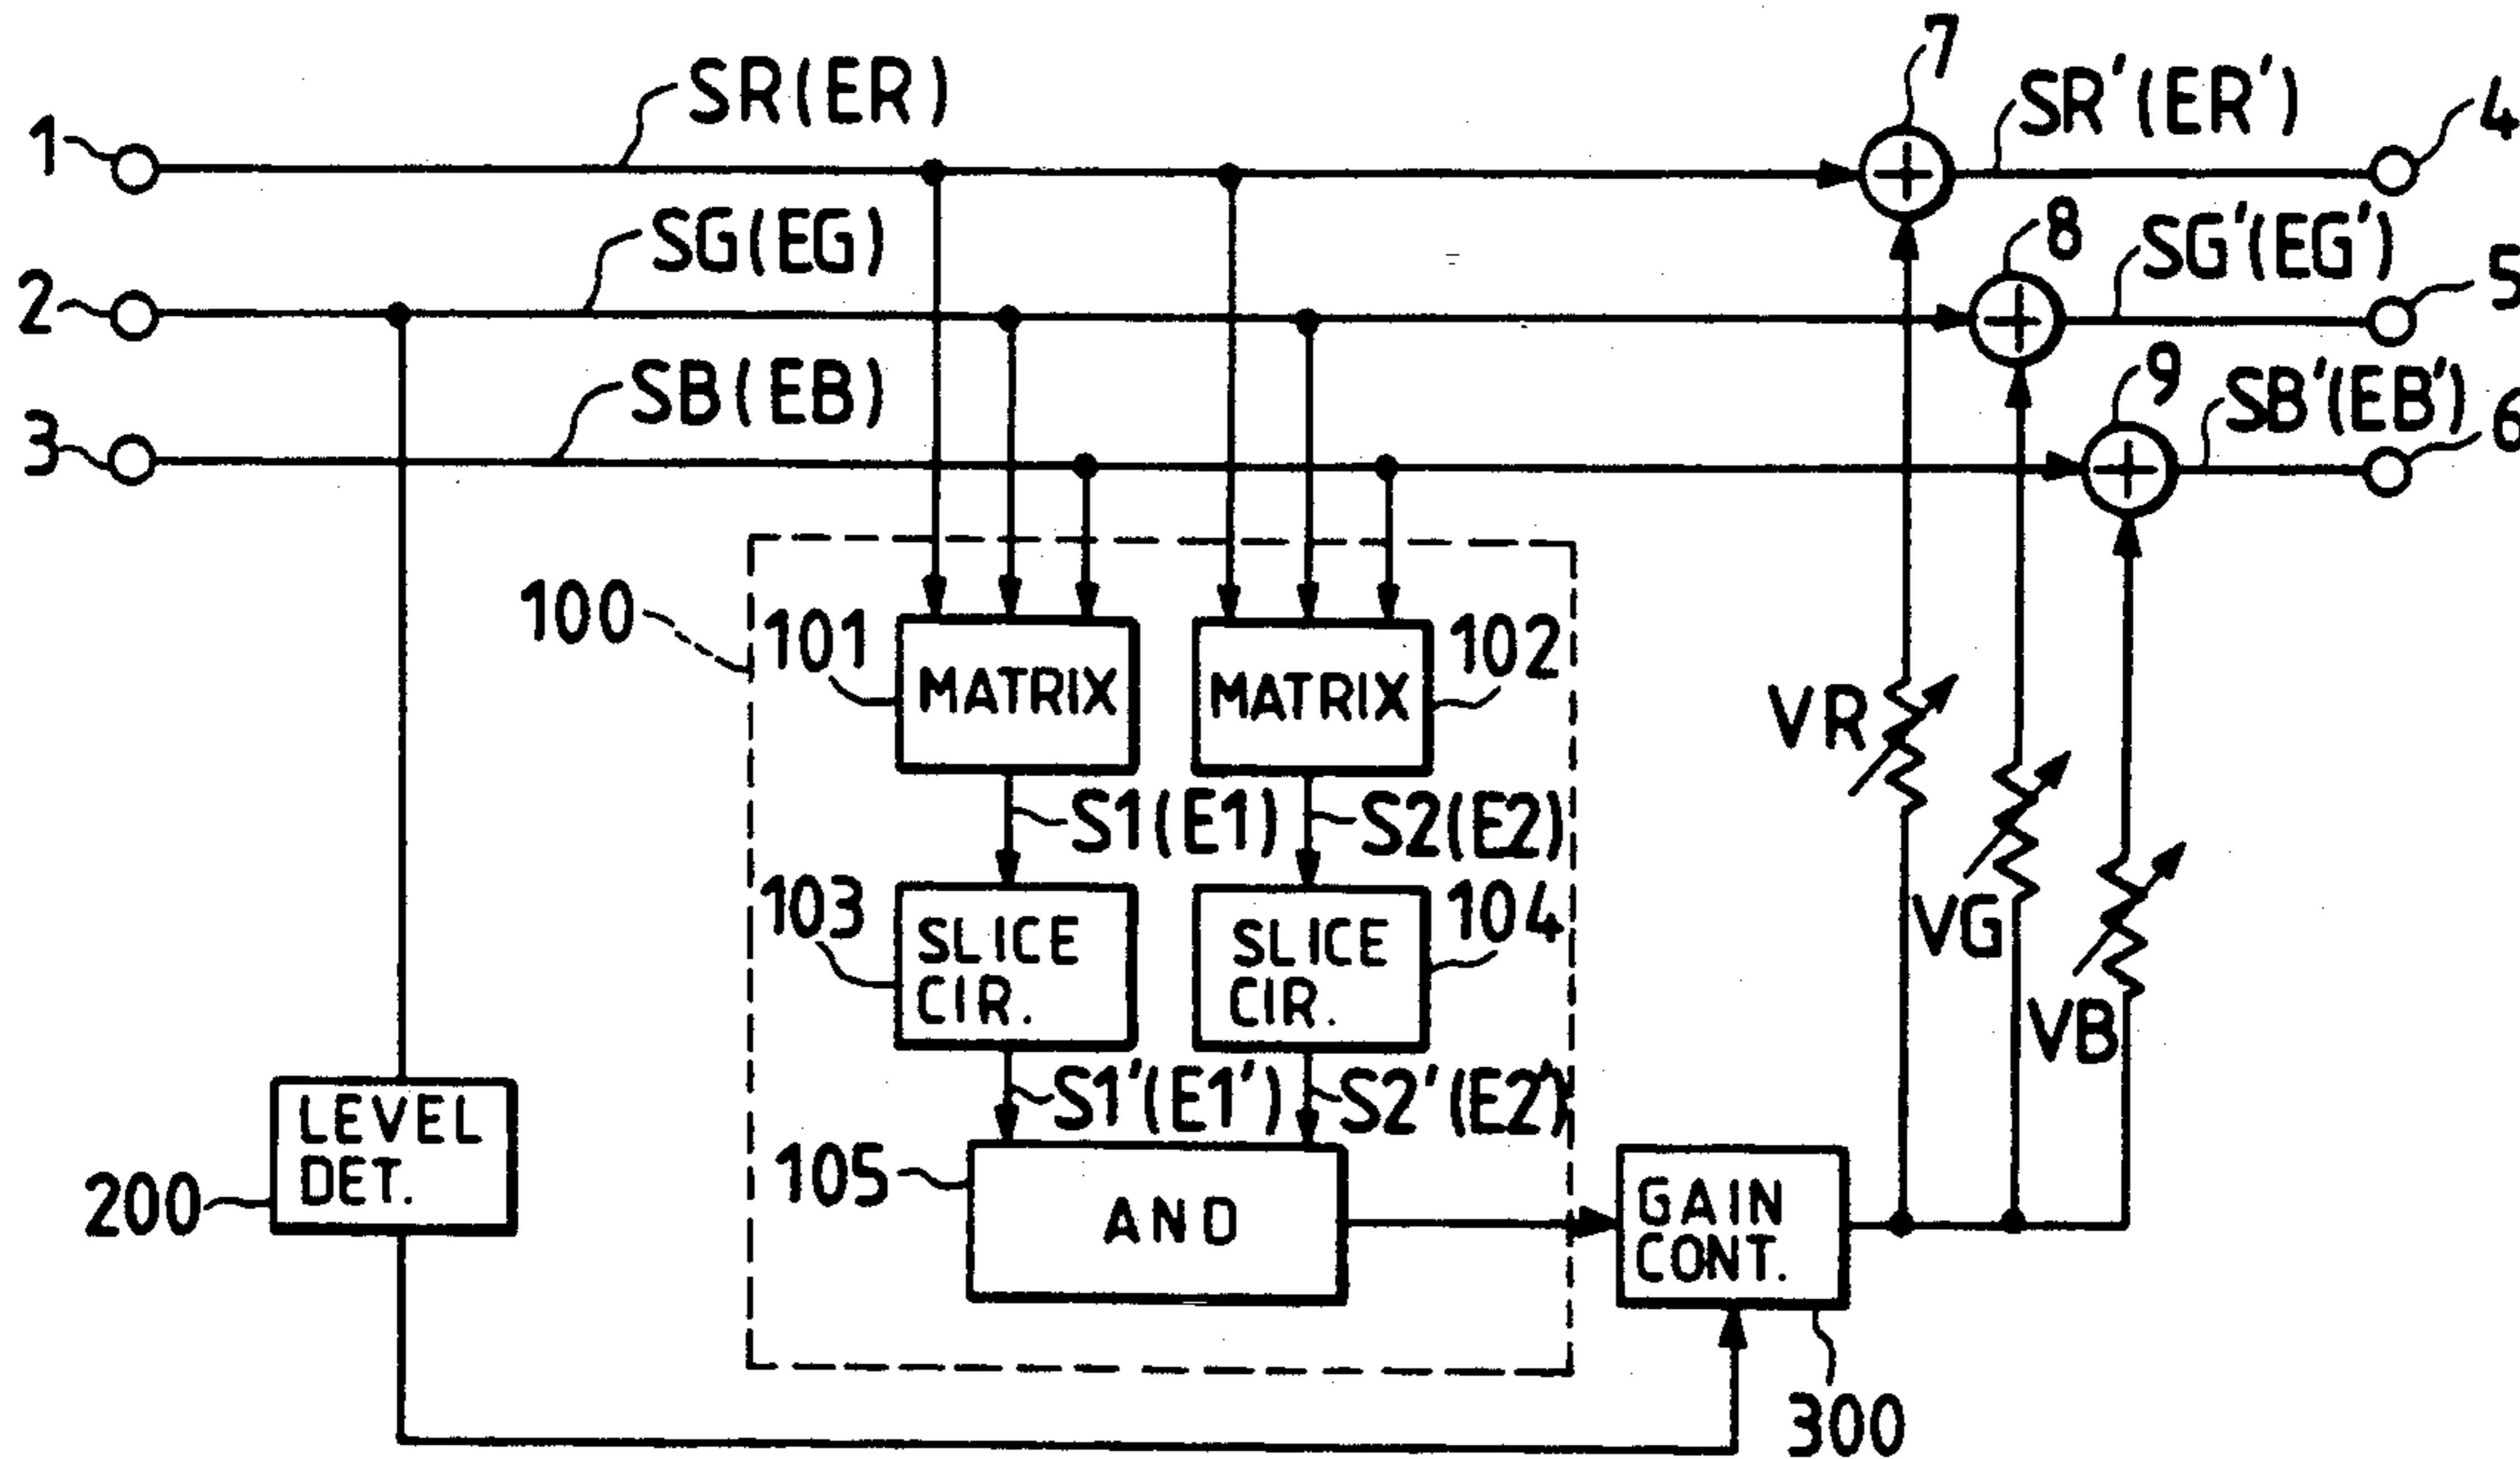 7
SR(ER)
SR'(ER')
4
1
8
SG(EG)
SG'(EG')
5
2
9
SB(EB)
SB'(EB')
6
3
100
101
MATRIX
MATRIX
102
VR
S1(E1)
S2(E2)
103
SLICE
CIR.
SLICE
CIR.
104
VG
VB
S1'(E1')
S2'(E2')
LEVEL
DET.
200
105
AND
GAIN
CONT.
300